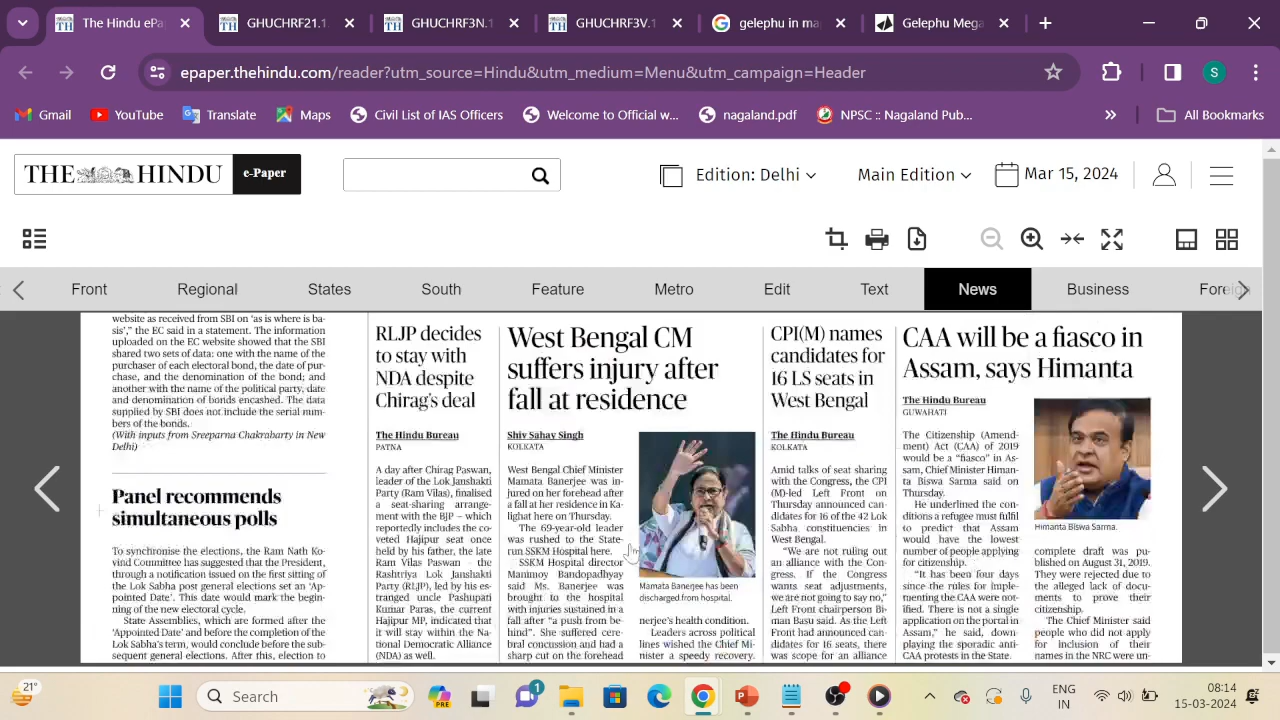 The Hindu ePa
GHUCHRF21.1
GHUCHRF3N.1
GHUCHRF3V.1
gelephu in ma
Gelephu Mega
epaper.thehindu.com/reader?utm_source=Hindu&utm_medium=Menu&utm_campaign=Header
S
Gmail
YouTube
Translate
Maps
Civil List of IAS Officers
Welcome to Official w...
nagaland.pdf
NPSC :: Nagaland Pub...
All Bookmarks
THE HINDU
e-Paper
Edition: Delhi
Main Edition
Mar 15, 2024
Front
Regional
States
South
Feature
Metro
Edit
Text
News
Business
Foreig
website as received from SBI on ‘as is where is ba-
sis’,” the EC said in a statement. The information
uploaded on the EC website showed that the SBI
shared two sets of data: one with the name of the
purchaser of each electoral bond, the date of pur-
chase, and the denomination of the bond; and
another with the name of the political party, date
and denomination of bonds encashed. The data
supplied by SBI does not include the serial num-
bers of the bonds.
(With inputs from Sreeparna Chakrabarty in New
Delhi)
Panel recommends
simultaneous polls
To synchronise the elections, the Ram Nath Ko-
vind Committee has suggested that the President,
through a notification issued on the first sitting of
the Lok Sabha post general elections set an ‘Ap-
pointed Date’. This date would mark the begin-
ning of the new electoral cycle.
State Assemblies, which are formed after the
‘Appointed Date’ and before the completion of the
Lok Sabha’s term, would conclude before the sub-
sequent general elections. After this, election to
RLJP decides
to stay with
NDA despite
Chirag’s deal
The Hindu Bureau
PATNA
A day after Chirag Paswan,
leader of the Lok Janshakti
Party (Ram Vilas), finalised
a seat-sharing arrange-
ment with the BJP – which
reportedly includes the co-
veted Hajipur seat once
held by his father, the late
Ram Vilas Paswan – the
Rashtriya Lok Janshakti
Party (RLJP), led by his es-
tranged uncle Pashupati
Kumar Paras, the current
Hajipur MP, indicated that
it will stay within the Na-
tional Democratic Alliance
(NDA) as well.
West Bengal CM
suffers injury after
fall at residence
Shiv Sahay Singh
KOLKATA
West Bengal Chief Minister
Mamata Banerjee was in-
jured on her forehead after
a fall at her residence in Ka-
lighat here on Thursday.
The 69-year-old leader
was rushed to the State-
run SSKM Hospital here.
SSKM Hospital director
Manimoy Bandopadhyay
said Ms. Banerjee was
brought to the hospital
with injuries sustained in a
fall after “a push from be-
hind”. She suffered cere-
bral concussion and had a
sharp cut on the forehead
Mamata Banerjee has been
discharged from hospital.
nerjee’s health condition.
Leaders across political
lines wished the Chief Mi-
nister a speedy recovery.
CPI(M) names
candidates for
16 LS seats in
West Bengal
The Hindu Bureau
KOLKATA
Amid talks of seat sharing
with the Congress, the CPI
(M)-led Left Front on
Thursday announced can-
didates for 16 of the 42 Lok
Sabha constituencies in
West Bengal.
“We are not ruling out
an alliance with the Con-
gress. If the Congress
wants seat adjustments,
we are not going to say no,”
Left Front chairperson Bi-
man Basu said. As the Left
Front had announced can-
didates for 16 seats, there
was scope for an alliance
CAA will be a fiasco in
Assam, says Himanta
The Hindu Bureau
GUWAHATI
The Citizenship (Amend-
ment) Act (CAA) of 2019
would be a “fiasco” in As-
sam, Chief Minister Himan-
ta Biswa Sarma said on
Thursday.
He underlined the con-
ditions a refugee must fulfil
to predict that Assam
would have the lowest
number of people applying
for citizenship.
“It has been four days
since the rules for imple-
menting the CAA were not-
ified. There is not a single
application on the portal in
Assam,” he said, down-
playing the sporadic anti-
CAA protests in the State.
Himanta Biswa Sarma.
complete draft was pu-
blished on August 31, 2019.
They were rejected due to
the alleged lack of docu-
ments to prove their
citizenship.
The Chief Minister said
people who did not apply
for inclusion of their
names in the NRC were un-
21°
Search
PRE
1
ENG
IN
08:14
15-03-2024